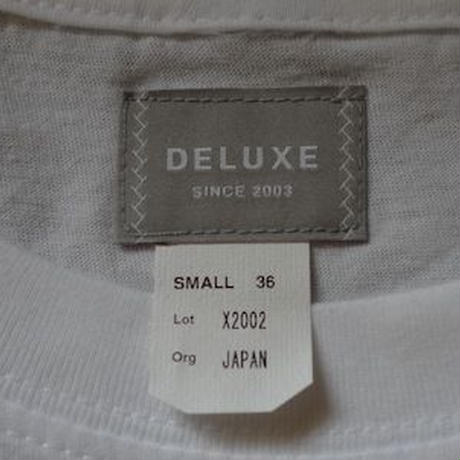 DELUXE
SINCE 2003
SMALL 36
Lot X2002
Org JAPAN